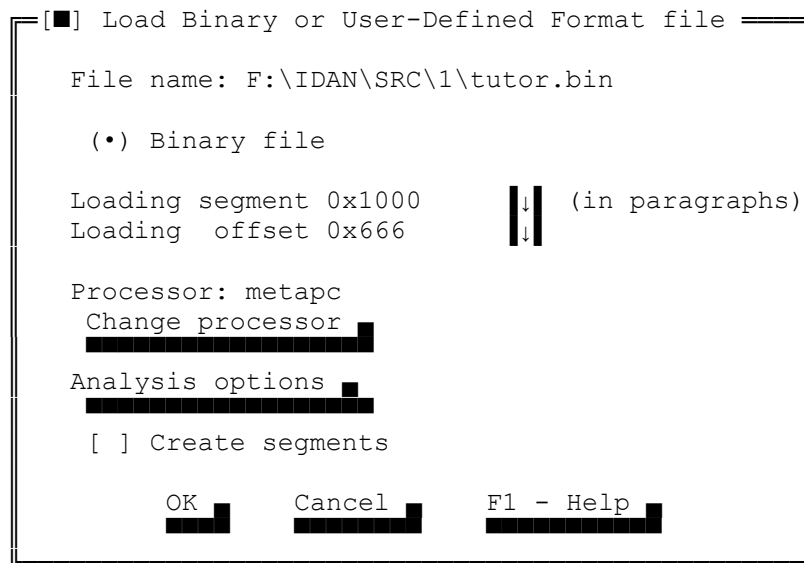 [■] Load Binary or User-Defined Format file
File name: F:\IDAN\SRC\1\tutor.bin
(•) Binary file
Loading segment 0x1000 ↓ (in paragraphs)
Loading  offset 0x666 ↓
Processor: metapc
Change processor
Analysis options
[ ] Create segments
OK Cancel F1 - Help